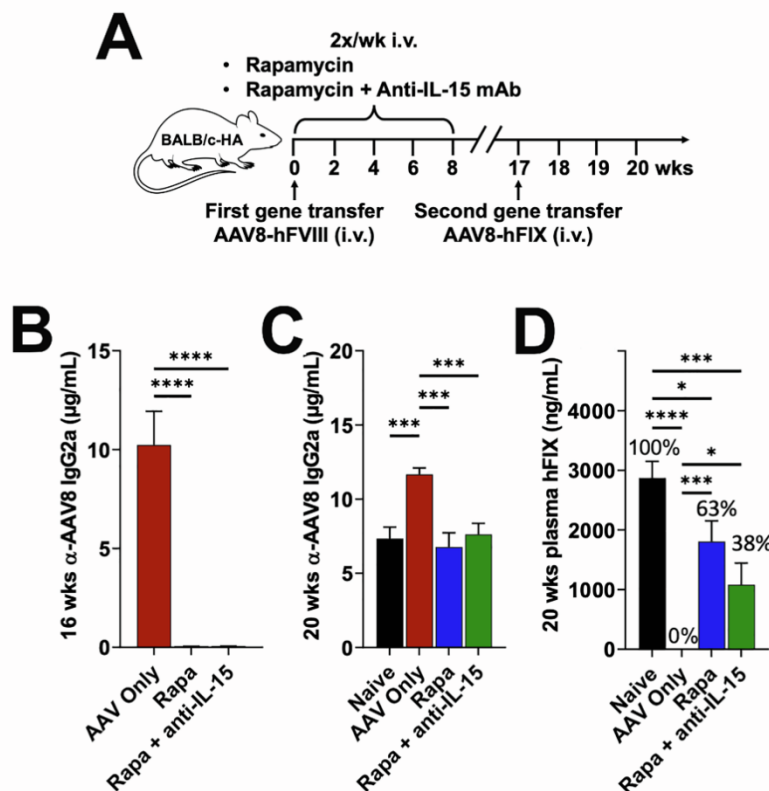 A
2x/wk i.v.
• Rapamycin
• Rapamycin + Anti-IL-15 mAb
BALB/c-HA
0 2 4 6 8 17 18 19 20 wks
First gene transfer
AAV8-hFVIII (i.v.)
Second gene transfer
AAV8-hFIX (i.v.)
B
16 wks α-AAV8 IgG2a (µg/mL)
15
10
5
0
****
****
AAV Only
Rapa
Rapa + anti-IL-15
C
20 wks α-AAV8 IgG2a (µg/mL)
20
15
10
5
0
***
***
***
Naive
AAV Only
Rapa
Rapa + anti-IL-15
D
20 wks plasma hFIX (ng/mL)
4000
3000
2000
1000
0
***
*
****
*
***
100%
0%
63%
38%
Naive
AAV Only
Rapa
Rapa + anti-IL-15